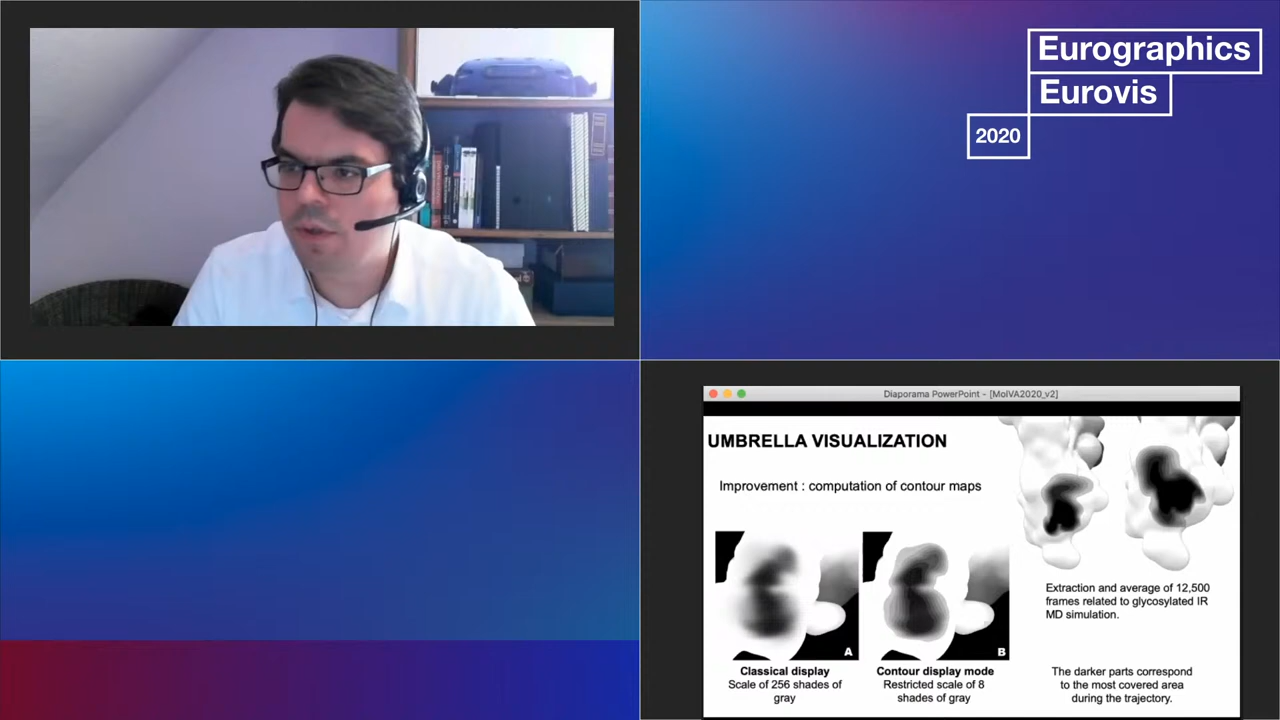 Eurographics
Eurovis
2020
Diaporama PowerPoint - [MolVA2020_v2]
UMBRELLA VISUALIZATION
Improvement : computation of contour maps
A
B
Classical display
Scale of 256 shades of
gray
Contour display mode
Restricted scale of 8
shades of gray
Extraction and average of 12,500
frames related to glycosylated IR
MD simulation.
The darker parts correspond
to the most covered area
during the trajectory.